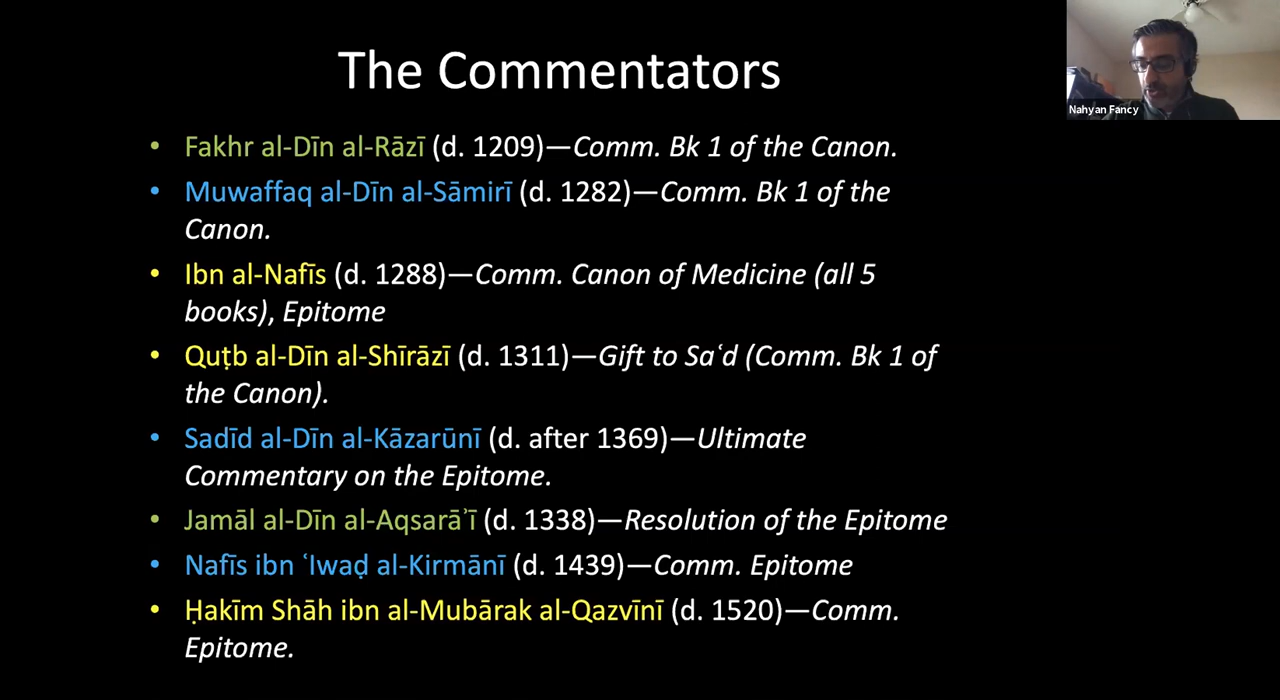 The Commentators
Nahyan Fancy
• Fakhr al-Dīn al-Rāzī (d. 1209)—Comm. Bk 1 of the Canon.
• Muwaffaq al-Dīn al-Sāmirī (d. 1282)—Comm. Bk 1 of the
Canon.
• Ibn al-Nafīs (d. 1288)—Comm. Canon of Medicine (all 5
books), Epitome
• Quṭb al-Dīn al-Shīrāzī (d. 1311)—Gift to Saʿd (Comm. Bk 1 of
the Canon).
• Sadīd al-Dīn al-Kāzarūnī (d. after 1369)—Ultimate
Commentary on the Epitome.
• Jamāl al-Dīn al-Aqsarāʾī (d. 1338)—Resolution of the Epitome
• Nafīs ibn ʿIwaḍ al-Kirmānī (d. 1439)—Comm. Epitome
• Ḥakīm Shāh ibn al-Mubārak al-Qazvīnī (d. 1520)—Comm.
Epitome.